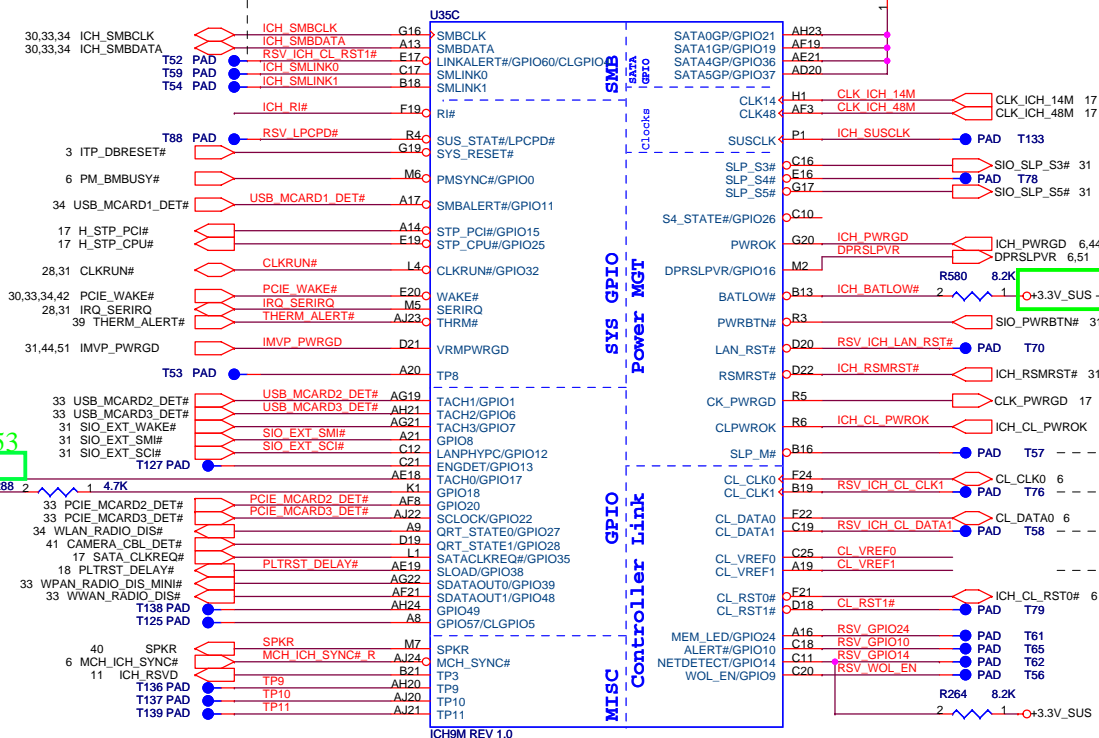 U35C
30,33,34 ICH_SMBCLK ICH_SMBCLK G16 SMBCLK SATA0GP/GPIO21 AH23
30,33,34 ICH_SMBDATA ICH_SMBDATA A13 SMBDATA SATA1GP/GPIO19 AF19
T52 PAD RSV_ICH_CL_RST1# E17 LINKALERT#/GPIO60/CLGPIO4 SATA4GP/GPIO36 AE21
T59 PAD ICH_SMLINK0 C17 SMLINK0 SATA5GP/GPIO37 AD20
T54 PAD ICH_SMLINK1 B18 SMLINK1
SMB
SATA
GPIO
CLK14 H1 CLK_ICH_14M CLK_ICH_14M 17
ICH_RI# F19 RI# CLK48 AF3 CLK_ICH_48M CLK_ICH_48M 17
Clocks
T88 PAD RSV_LPCPD# R4 SUS_STAT#/LPCPD# SUSCLK P1 ICH_SUSCLK PAD T133
3 ITP_DBRESET# G19 SYS_RESET#
SLP_S3# C16 SIO_SLP_S3# 31
6 PM_BMBUSY# M6 PMSYNC#/GPIO0 SLP_S4# E16 PAD T78
SLP_S5# G17 SIO_SLP_S5# 31
34 USB_MCARD1_DET# USB_MCARD1_DET# A17 SMBALERT#/GPIO11
S4_STATE#/GPIO26 C10
17 H_STP_PCI# A14 STP_PCI#/GPIO15
17 H_STP_CPU# E19 STP_CPU#/GPIO25 PWROK G20 ICH_PWRGD ICH_PWRGD 6,44
DPRSLPVR DPRSLPVR 6,51
28,31 CLKRUN# CLKRUN# L4 CLKRUN#/GPIO32 DPRSLPVR/GPIO16 M2
R580 8.2K
30,33,34,42 PCIE_WAKE# PCIE_WAKE# E20 WAKE# BATLOW# B13 ICH_BATLOW# 2 1 +3.3V_SUS
28,31 IRQ_SERIRQ IRQ_SERIRQ M5 SERIRQ
39 THERM_ALERT# THERM_ALERT# AJ23 THRM# PWRBTN# R3 SIO_PWRBTN# 31
SYS GPIO
Power MGT
31,44,51 IMVP_PWRGD IMVP_PWRGD D21 VRMPWRGD LAN_RST# D20 RSV_ICH_LAN_RST# PAD T70
T53 PAD A20 TP8 RSMRST# D22 ICH_RSMRST# ICH_RSMRST# 31
33 USB_MCARD2_DET# USB_MCARD2_DET# AG19 TACH1/GPIO1 CK_PWRGD R5 CLK_PWRGD 17
33 USB_MCARD3_DET# USB_MCARD3_DET# AH21 TACH2/GPIO6
31 SIO_EXT_WAKE# AG21 TACH3/GPIO7 CLPWROK R6 ICH_CL_PWROK
31 SIO_EXT_SMI# SIO_EXT_SMI# A21 GPIO8
53
31 SIO_EXT_SCI# SIO_EXT_SCI# C12 LANPHYPC/GPIO12 SLP_M# B16 PAD T57
T127 PAD C21 ENGDET/GPIO13
AE18 TACH0/GPIO17 CL_CLK0 F24 CL_CLK0 6
288 2 1 4.7K K1 GPIO18 CL_CLK1 B19 RSV_ICH_CL_CLK1 PAD T76
33 PCIE_MCARD2_DET# PCIE_MCARD2_DET# AF8 GPIO20
33 PCIE_MCARD3_DET# PCIE_MCARD3_DET# AJ22 SCLOCK/GPIO22 CL_DATA0 F22 CL_DATA0 6
34 WLAN_RADIO_DIS# A9 QRT_STATE0/GPIO27 CL_DATA1 C19 RSV_ICH_CL_DATA1 PAD T58
41 CAMERA_CBL_DET# D19 QRT_STATE1/GPIO28
17 SATA_CLKREQ# L1 SATACLKREQ#/GPIO35 CL_VREF0 C25 CL_VREF0
18 PLTRST_DELAY# PLTRST_DELAY# AE19 SLOAD/GPIO38 CL_VREF1 A19 CL_VREF1
33 WPAN_RADIO_DIS_MINI# AG22 SDATAOUT0/GPIO39
33 WWAN_RADIO_DIS# AF21 SDATAOUT1/GPIO48 CL_RST0# F21 ICH_CL_RST0# 6
T138 PAD AH24 GPIO49 CL_RST1# D18 CL_RST1# PAD T79
T125 PAD A8 GPIO57/CLGPIO5
GPIO
Controller Link
MEM_LED/GPIO24 A16 RSV_GPIO24 PAD T61
40 SPKR SPKR M7 SPKR ALERT#/GPIO10 C18 RSV_GPIO10 PAD T65
6 MCH_ICH_SYNC# MCH_ICH_SYNC#_R AJ24 MCH_SYNC# NETDETECT/GPIO14 C11 RSV_GPIO14 PAD T62
11 ICH_RSVD B21 TP3 WOL_EN/GPIO9 C20 RSV_WOL_EN PAD T56
T136 PAD TP9 AH20 TP9
T137 PAD TP10 AJ20 TP10
R264 8.2K
T139 PAD TP11 AJ21 TP11 2 1 +3.3V_SUS
MISC
ICH9M REV 1.0